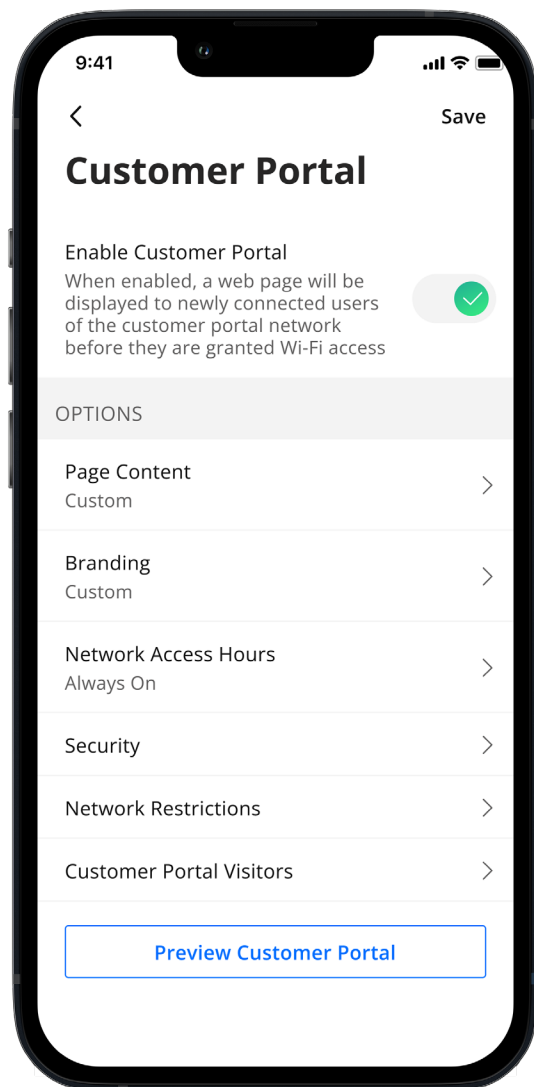 9:41
Save
Customer Portal
Enable Customer Portal
When enabled, a web page will be
displayed to newly connected users
of the customer portal network
before they are granted Wi-Fi access
OPTIONS
Page Content
Custom
Branding
Custom
Network Access Hours
Always On
Security
Network Restrictions
Customer Portal Visitors
Preview Customer Portal